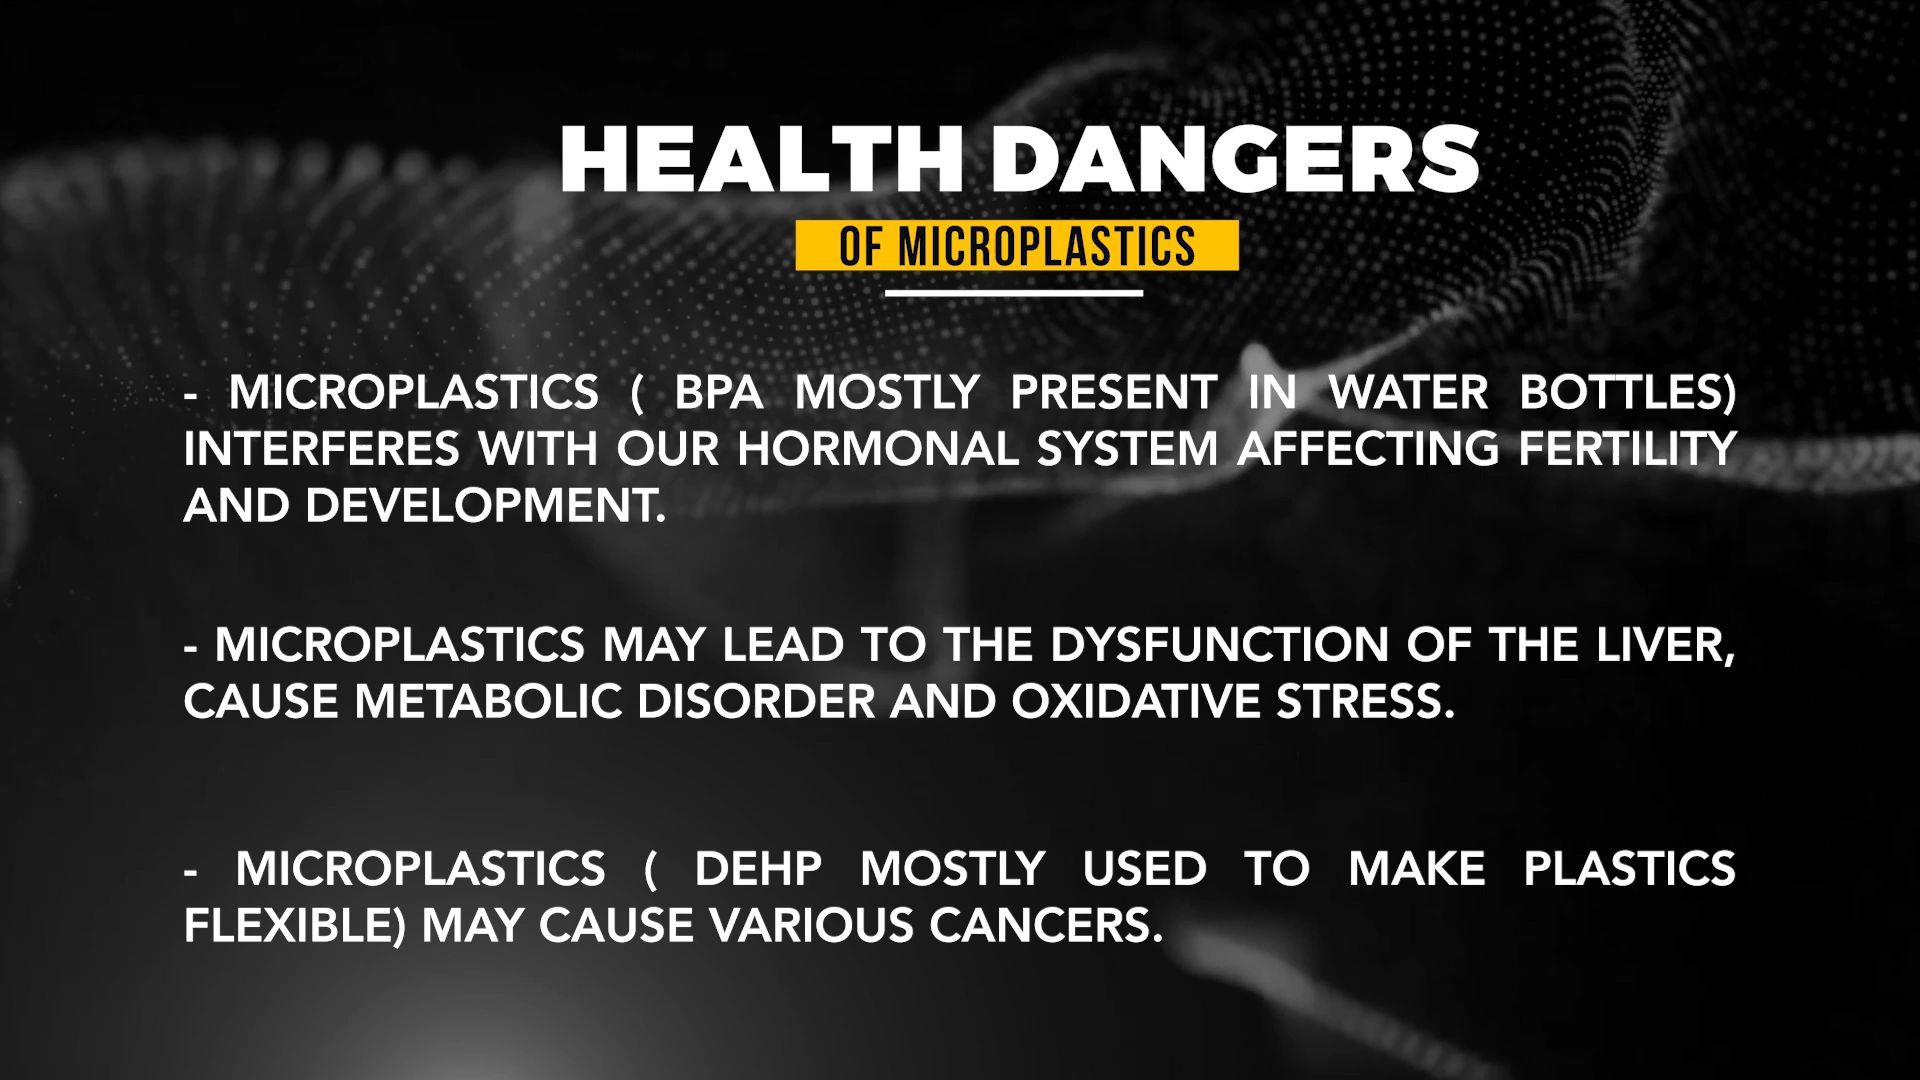 HEALTH DANGERS
OF MICROPLASTICS
- MICROPLASTICS ( BPA MOSTLY PRESENT IN WATER BOTTLES)
INTERFERES WITH OUR HORMONAL SYSTEM AFFECTING FERTILITY
AND DEVELOPMENT.
- MICROPLASTICS MAY LEAD TO THE DYSFUNCTION OF THE LIVER,
CAUSE METABOLIC DISORDER AND OXIDATIVE STRESS.
- MICROPLASTICS ( DEHP MOSTLY USED TO MAKE PLASTICS
FLEXIBLE) MAY CAUSE VARIOUS CANCERS.